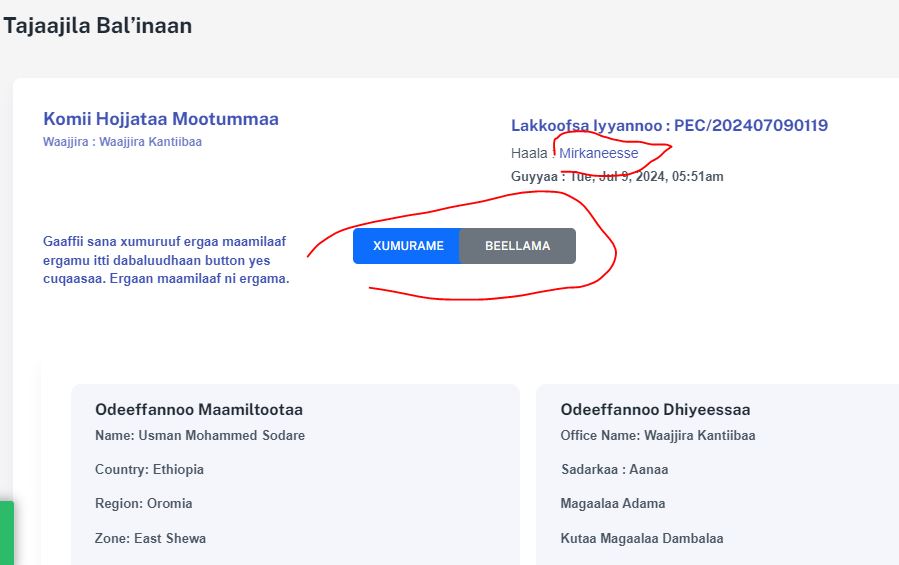 Tajaajila Bal’inaan
Komii Hojjataa Mootummaa
Waajjira : Waajjira Kantiibaa
Lakkoofsa Iyyannoo : PEC/202407090119
Haala : Mirkaneesse
Guyyaa : Tue, Jul 9, 2024, 05:51am
Gaaffii sana xumuruuf ergaa maamilaaf
ergamu itti dabaluudhaan button yes
cuqaasaa. Ergaan maamilaaf ni ergama.
XUMURAME BEELLAMA
Odeeffannoo Maamiltootaa
Name: Usman Mohammed Sodare
Country: Ethiopia
Region: Oromia
Zone: East Shewa
Odeeffannoo Dhiyeessaa
Office Name: Waajjira Kantiibaa
Sadarkaa : Aanaa
Magaalaa Adama
Kutaa Magaalaa Dambalaa